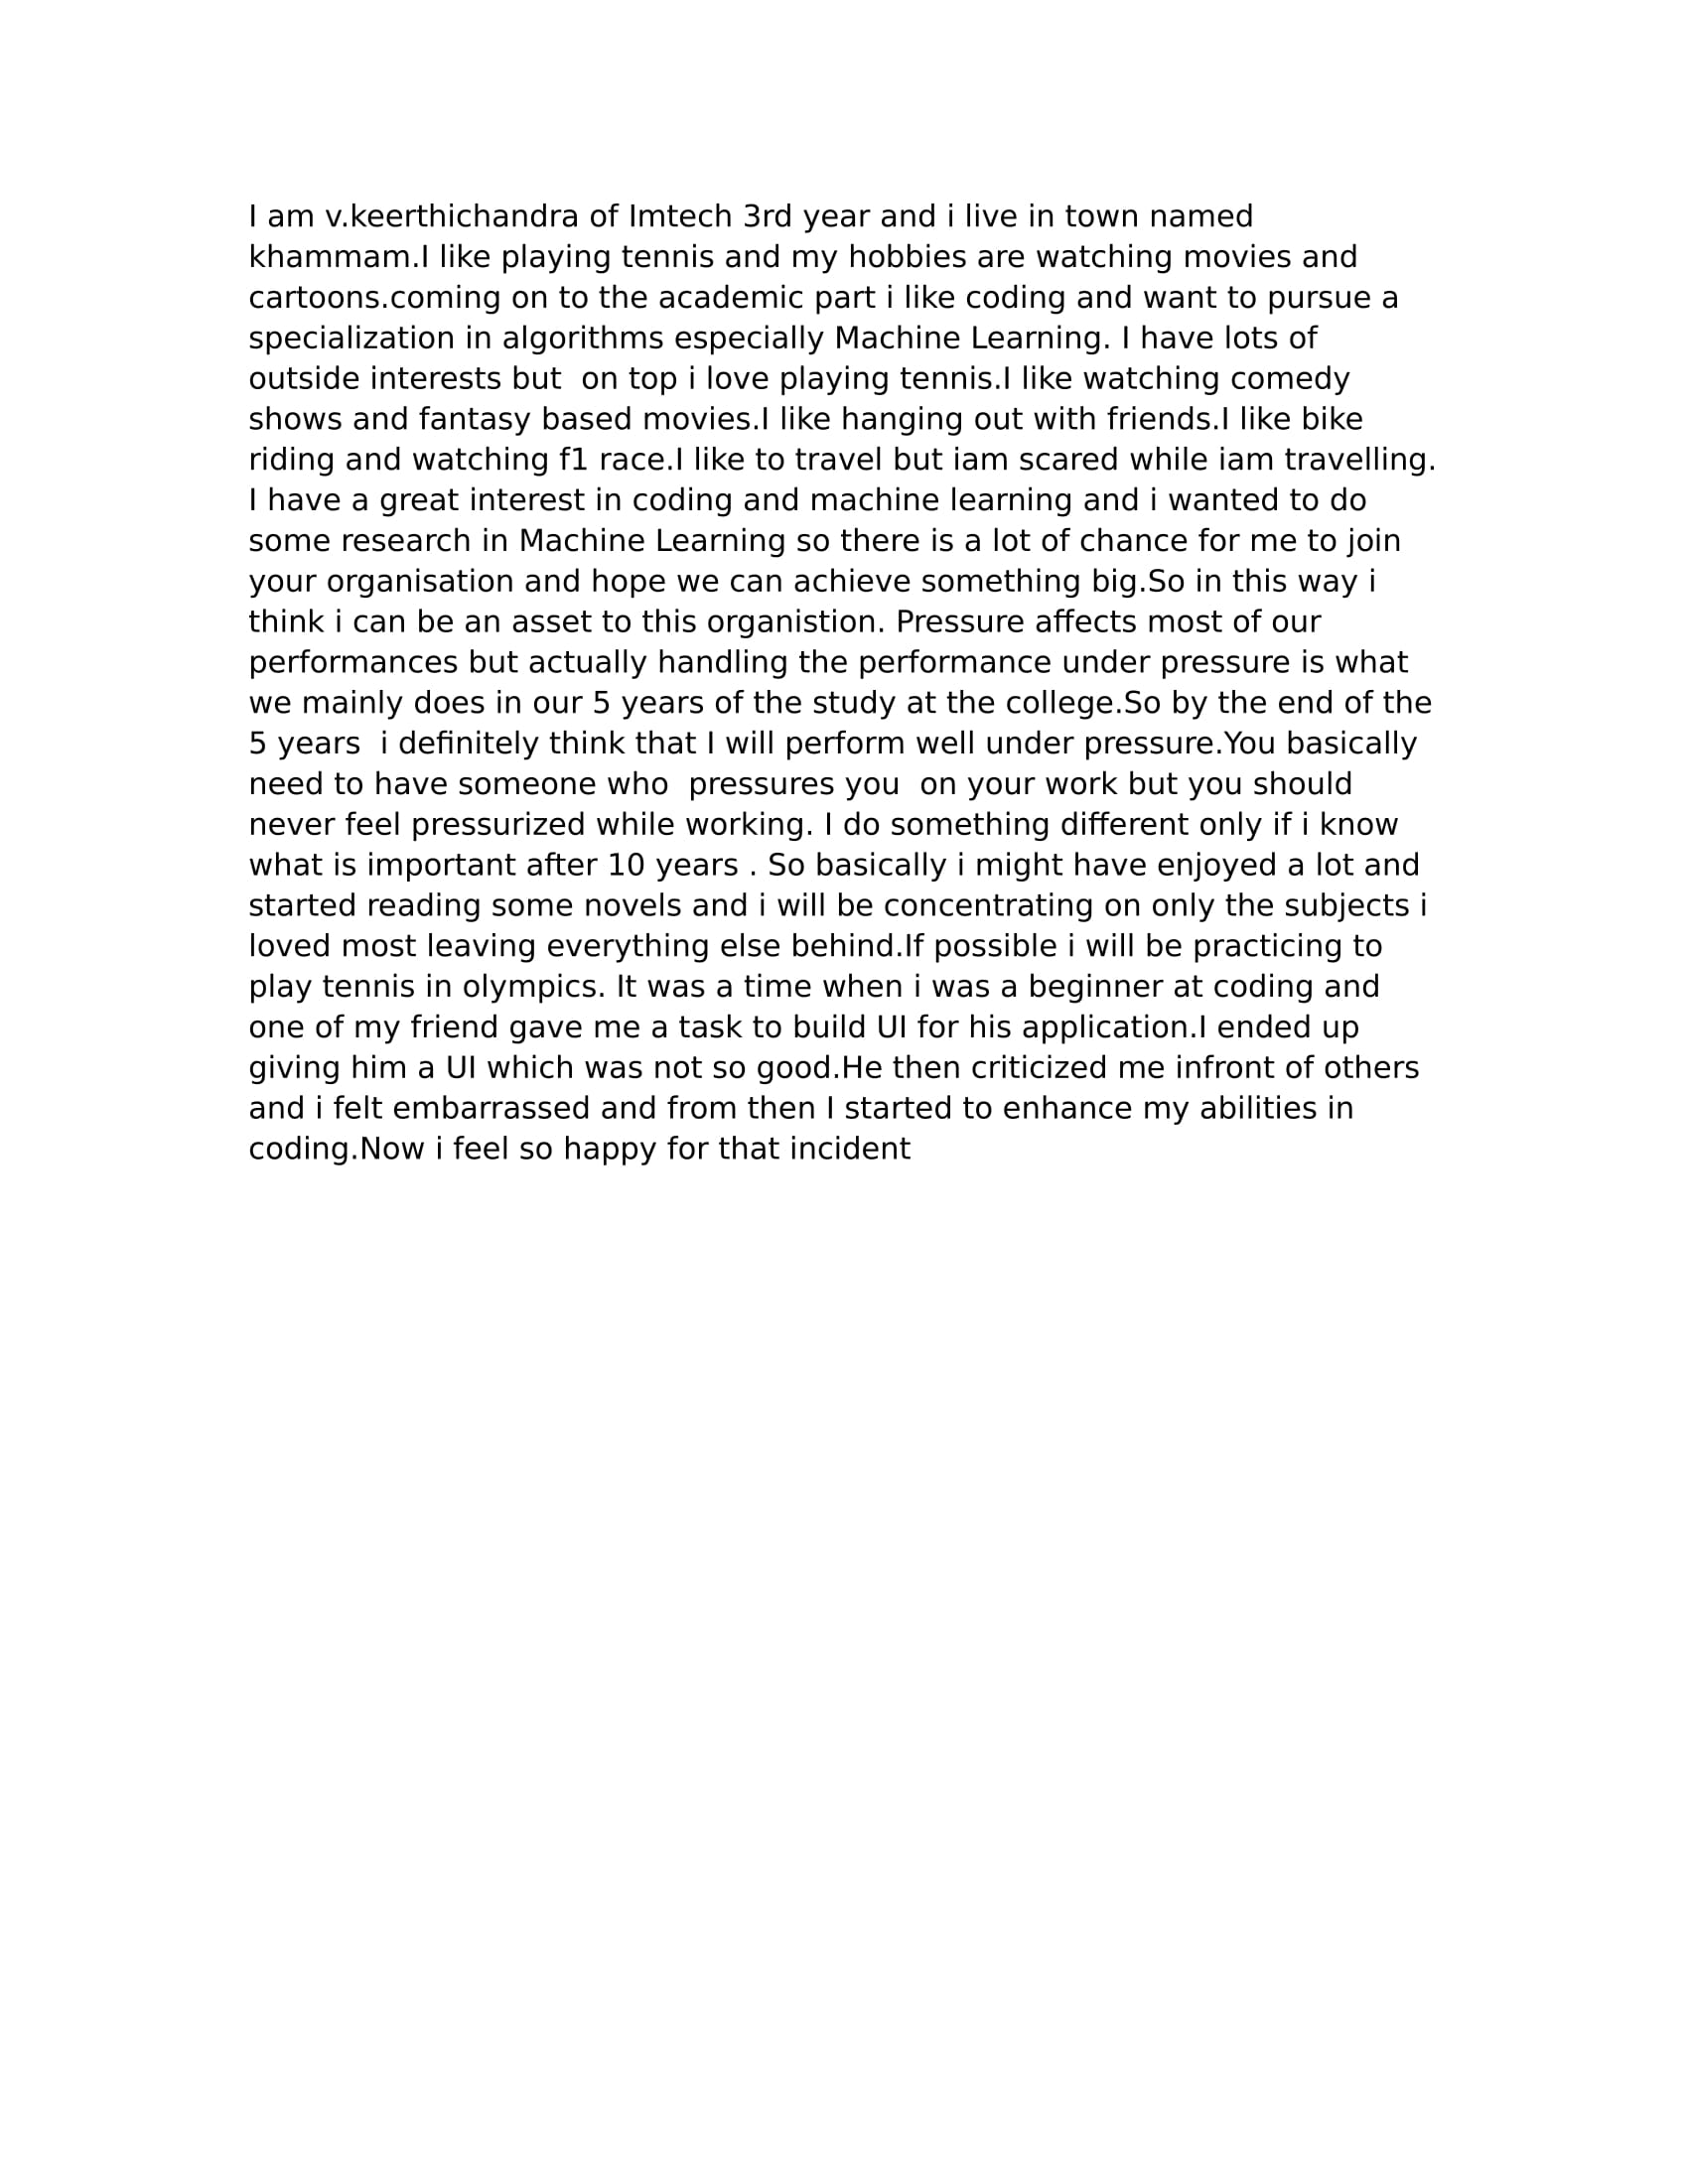 I am v.keerthichandra of Imtech 3rd year and i live in town named
khammam.I like playing tennis and my hobbies are watching movies and
cartoons.coming on to the academic part i like coding and want to pursue a
specialization in algorithms especially Machine Learning. I have lots of
outside interests but  on top i love playing tennis.I like watching comedy
shows and fantasy based movies.I like hanging out with friends.I like bike
riding and watching f1 race.I like to travel but iam scared while iam travelling.
I have a great interest in coding and machine learning and i wanted to do
some research in Machine Learning so there is a lot of chance for me to join
your organisation and hope we can achieve something big.So in this way i
think i can be an asset to this organistion. Pressure affects most of our
performances but actually handling the performance under pressure is what
we mainly does in our 5 years of the study at the college.So by the end of the
5 years  i definitely think that I will perform well under pressure.You basically
need to have someone who  pressures you  on your work but you should
never feel pressurized while working. I do something different only if i know
what is important after 10 years . So basically i might have enjoyed a lot and
started reading some novels and i will be concentrating on only the subjects i
loved most leaving everything else behind.If possible i will be practicing to
play tennis in olympics. It was a time when i was a beginner at coding and
one of my friend gave me a task to build UI for his application.I ended up
giving him a UI which was not so good.He then criticized me infront of others
and i felt embarrassed and from then I started to enhance my abilities in
coding.Now i feel so happy for that incident